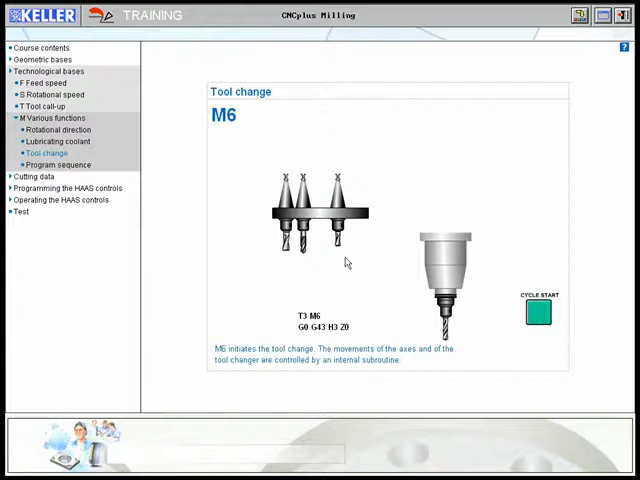 KELLER
TRAINING
CNCplus Milling
?
Course contents
Geometric bases
Technological bases
F Feed speed
S Rotational speed
T Tool call-up
M Various functions
Rotational direction
Lubricating coolant
Tool change
Program sequence
Cutting data
Programming the HAAS controls
Operating the HAAS controls
Test
Tool change
M6
CYCLE START
T3 M6
G0 G43 H3 Z0
M6 initiates the tool change. The movements of the axes and of the
tool changer are controlled by an internal subroutine.